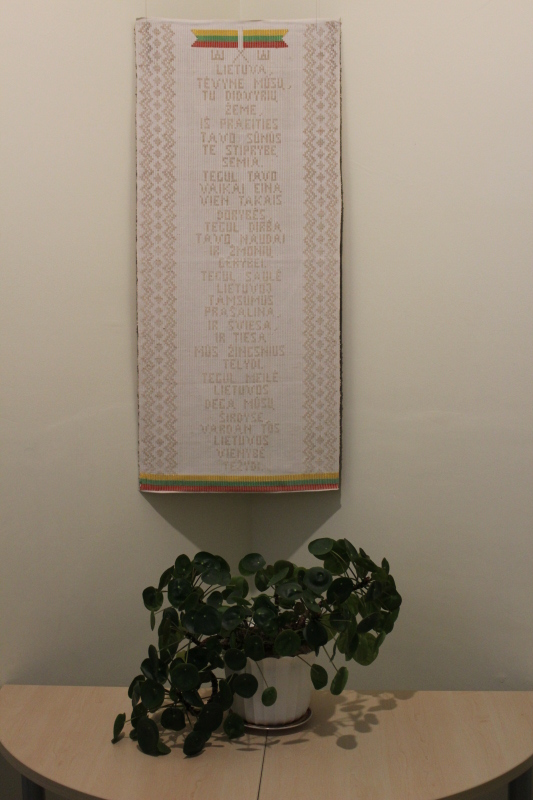 LIETUVA,
TĖVYNE MŪSŲ,
TU DIDVYRIŲ
ŽEME,
IŠ PRAEITIES
TAVO SŪNŪS
TE STIPRYBĘ
SEMIA.
TEGUL TAVO
VAIKAI EINA
VIEN TAKAIS
DORYBĖS,
TEGUL DIRBA
TAVO NAUDAI
IR ŽMONIŲ
GĖRYBEI.
TEGUL SAULĖ
LIETUVOJ
TAMSUMUS
PRAŠALINA,
IR ŠVIESA,
IR TIESA
MŪS ŽINGSNIUS
TELYDI.
TEGUL MEILĖ
LIETUVOS
DEGA MŪSŲ
ŠIRDYSE,
VARDAN TOS
LIETUVOS
VIENYBĖ
TEŽYDI.